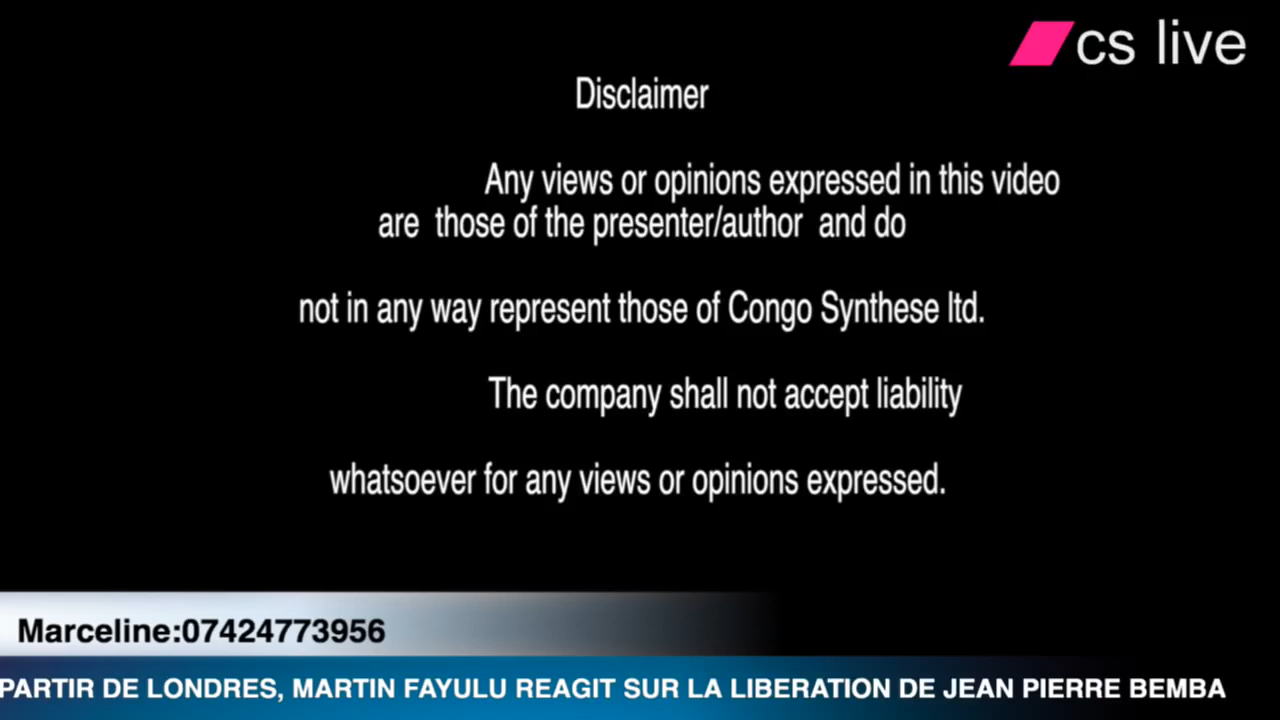 cs live
Disclaimer
Any views or opinions expressed in this video
are those of the presenter/author and do
not in any way represent those of Congo Synthese ltd.
The company shall not accept liability
whatsoever for any views or opinions expressed.
Marceline:07424773956
PARTIR DE LONDRES, MARTIN FAYULU REAGIT SUR LA LIBERATION DE JEAN PIERRE BEMBA